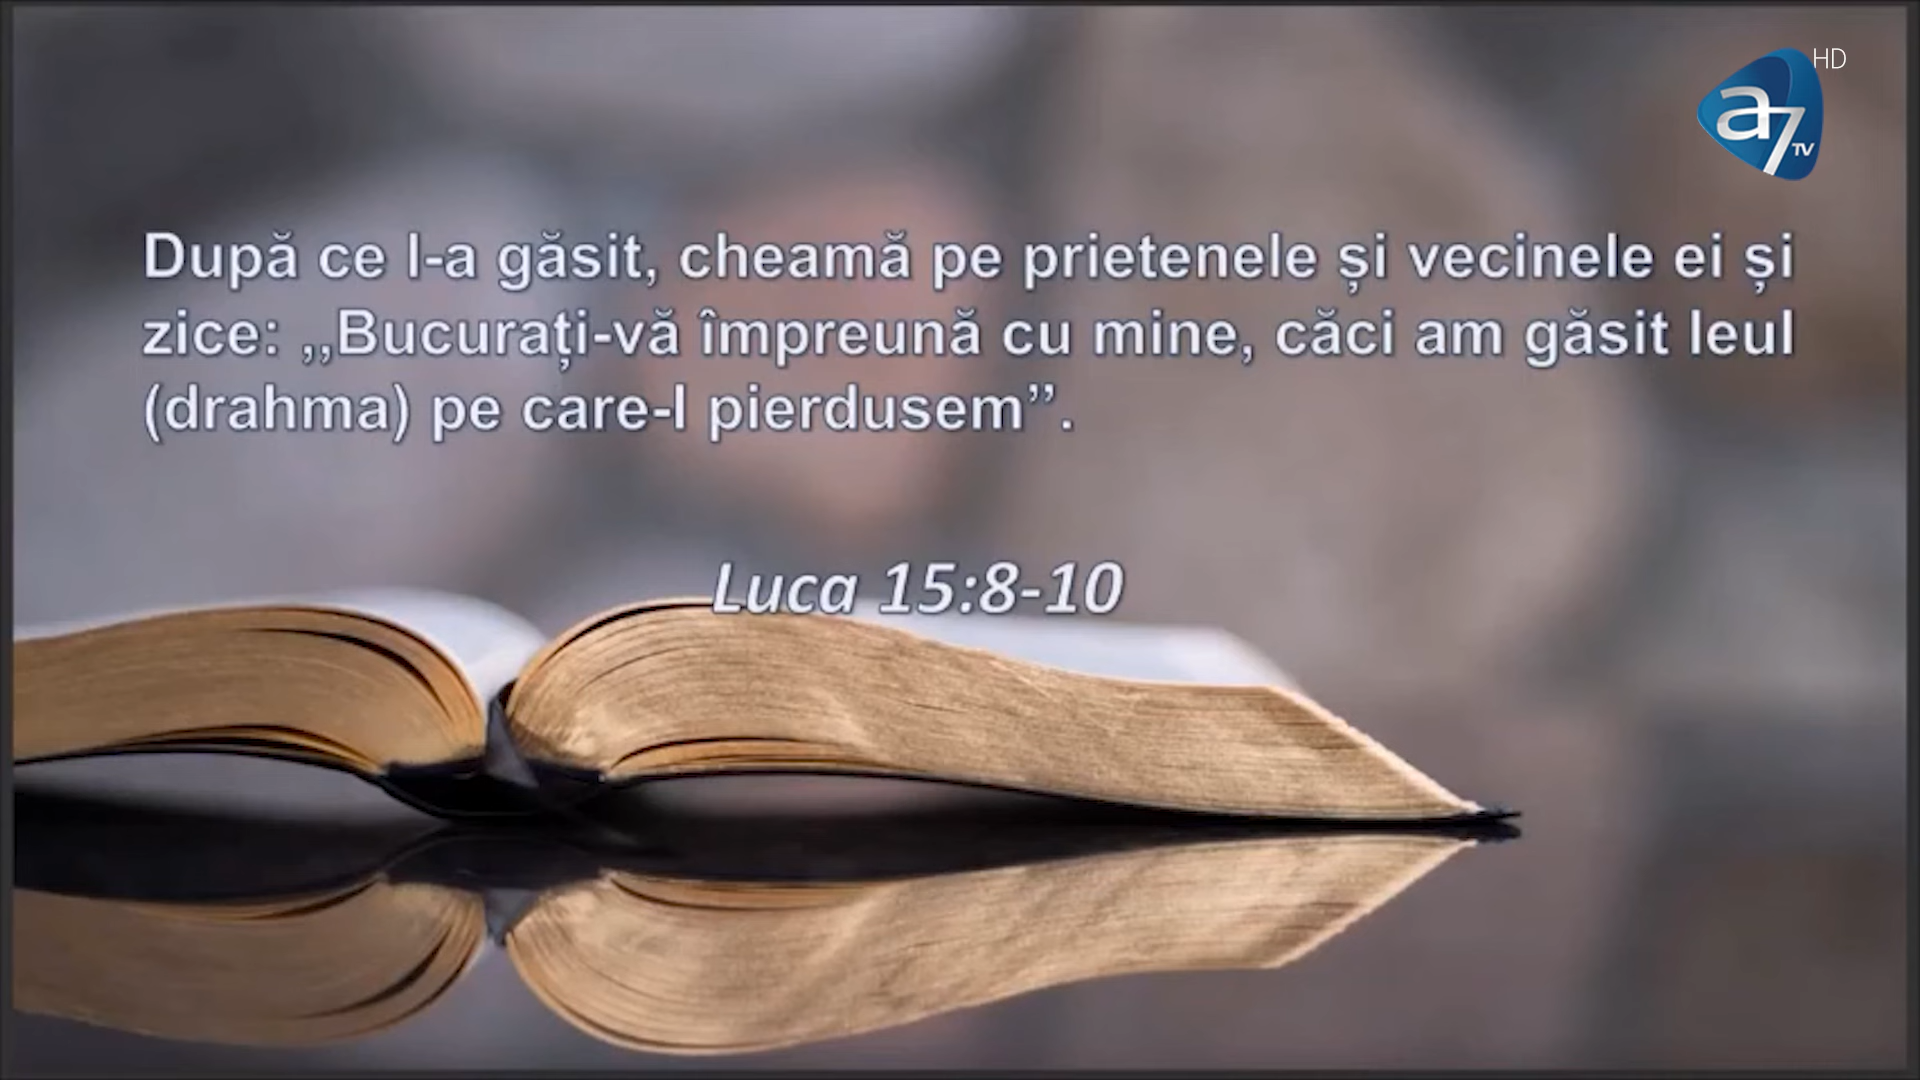 HD
a7 TV
După ce l-a găsit, cheamă pe prietenele și vecinele ei și
zice: ,,Bucurați-vă împreună cu mine, căci am găsit leul
(drahma) pe care-l pierdusem”.
Luca 15:8-10